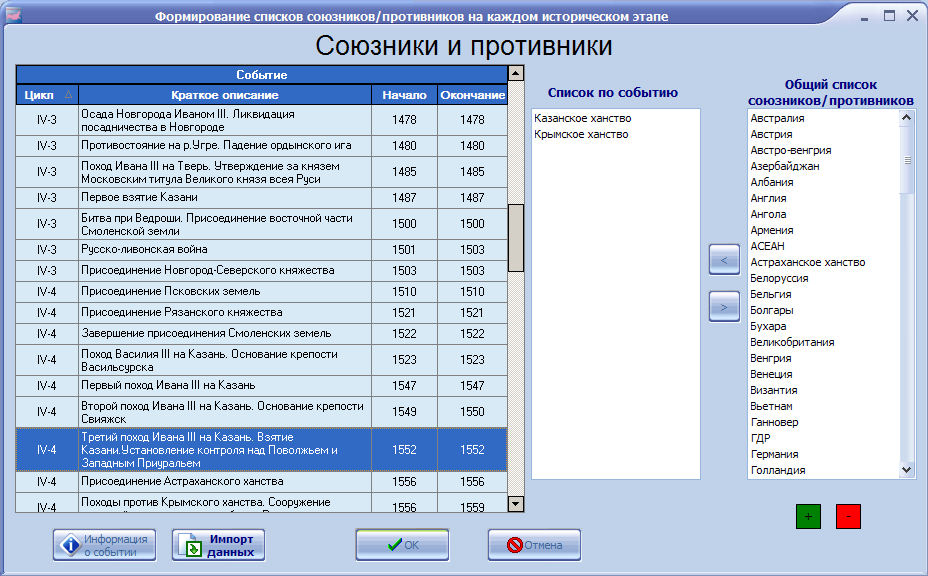 Формирование списков союзников/противников на каждом историческом этапе
Союзники и противники
Событие
Цикл Краткое описание Начало Окончание
IV-3 Осада Новгорода Иваном III. Ликвидация посадничества в Новгороде 1478 1478
IV-3 Противостояние на р.Угре. Падение ордынского ига 1480 1480
IV-3 Поход Ивана III на Тверь. Утверждение за князем Московским титула Великого князя всея Руси 1485 1485
IV-3 Первое взятие Казани 1487 1487
IV-3 Битва при Ведроши. Присоединение восточной части Смоленской земли 1500 1500
IV-3 Русско-ливонская война 1501 1503
IV-3 Присоединение Новгород-Северского княжества 1503 1503
IV-4 Присоединение Псковских земель 1510 1510
IV-4 Присоединение Рязанского княжества 1521 1521
IV-4 Завершение присоединения Смоленских земель 1522 1522
IV-4 Поход Василия III на Казань. Основание крепости Васильсурска 1523 1523
IV-4 Первый поход Ивана III на Казань 1547 1547
IV-4 Второй поход Ивана III на Казань. Основание крепости Свияжск 1549 1550
IV-4 Третий поход Ивана III на Казань. Взятие Казани.Установление контроля над Поволжьем и Западным Приуральем 1552 1552
IV-4 Присоединение Астраханского ханства 1556 1556
IV-4 Походы против Крымского ханства. Сооружение 1556 1559
Список по событию
Казанское ханство
Крымское ханство
<
>
Общий список
союзников/противников
Австралия
Австрия
Австро-венгрия
Азербайджан
Албания
Англия
Ангола
Армения
АСЕАН
Астраханское ханство
Белоруссия
Бельгия
Болгары
Бухара
Великобритания
Венгрия
Венеция
Византия
Вьетнам
Ганновер
ГДР
Германия
Голландия
+ -
Информация
о событии
Импорт
данных
OK
Отмена